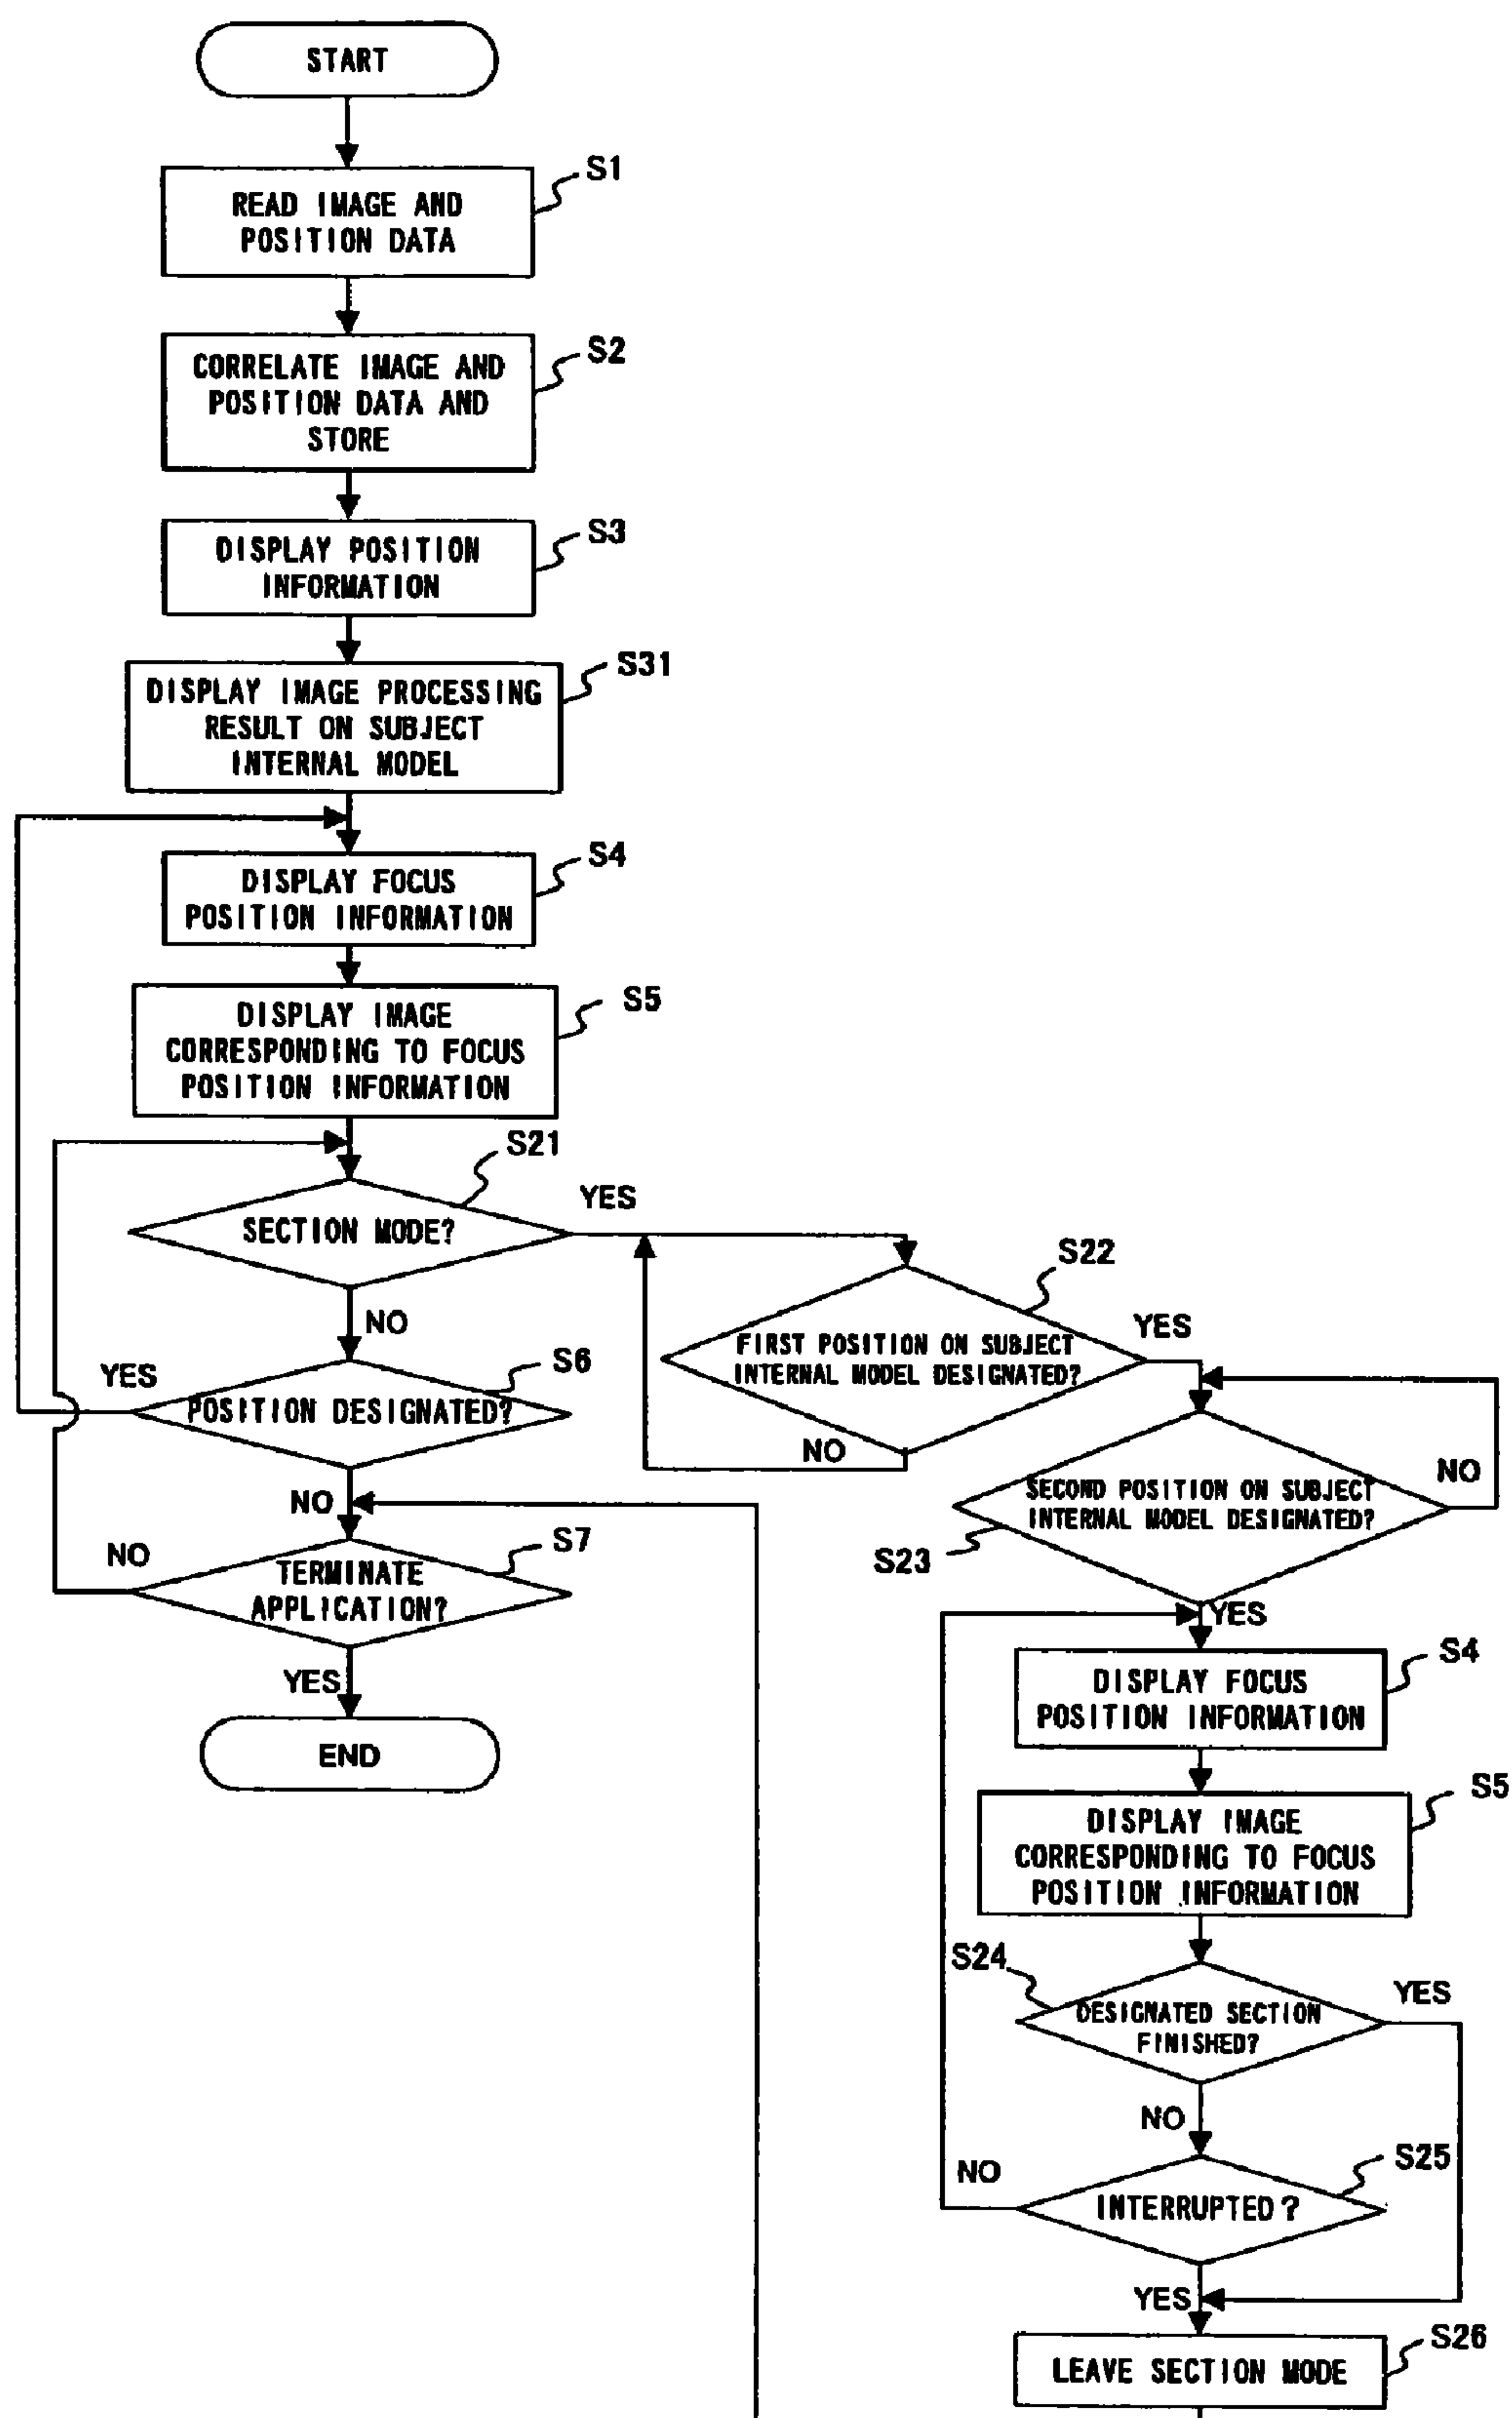 START
S1
READ IMAGE AND
POSITION DATA
S2
CORRELATE IMAGE AND
POSITION DATA AND
STORE
S3
DISPLAY POSITION
INFORMATION
S31
DISPLAY IMAGE PROCESSING
RESULT ON SUBJECT
INTERNAL MODEL
S4
DISPLAY FOCUS
POSITION INFORMATION
S5
DISPLAY IMAGE
CORRESPONDING TO FOCUS
POSITION INFORMATION
S21
SECTION MODE?
YES
NO
S6
POSITION DESIGNATED?
YES
NO
S7
TERMINATE
APPLICATION?
NO
YES
END
S22
FIRST POSITION ON SUBJECT
INTERNAL MODEL DESIGNATED?
YES
NO
SECOND POSITION ON SUBJECT
INTERNAL MODEL DESIGNATED?
NO
S23
YES
S4
DISPLAY FOCUS
POSITION INFORMATION
S5
DISPLAY IMAGE
CORRESPONDING TO FOCUS
POSITION INFORMATION
S24
DESIGNATED SECTION
FINISHED?
YES
NO
S25
INTERRUPTED?
NO
YES
S26
LEAVE SECTION MODE